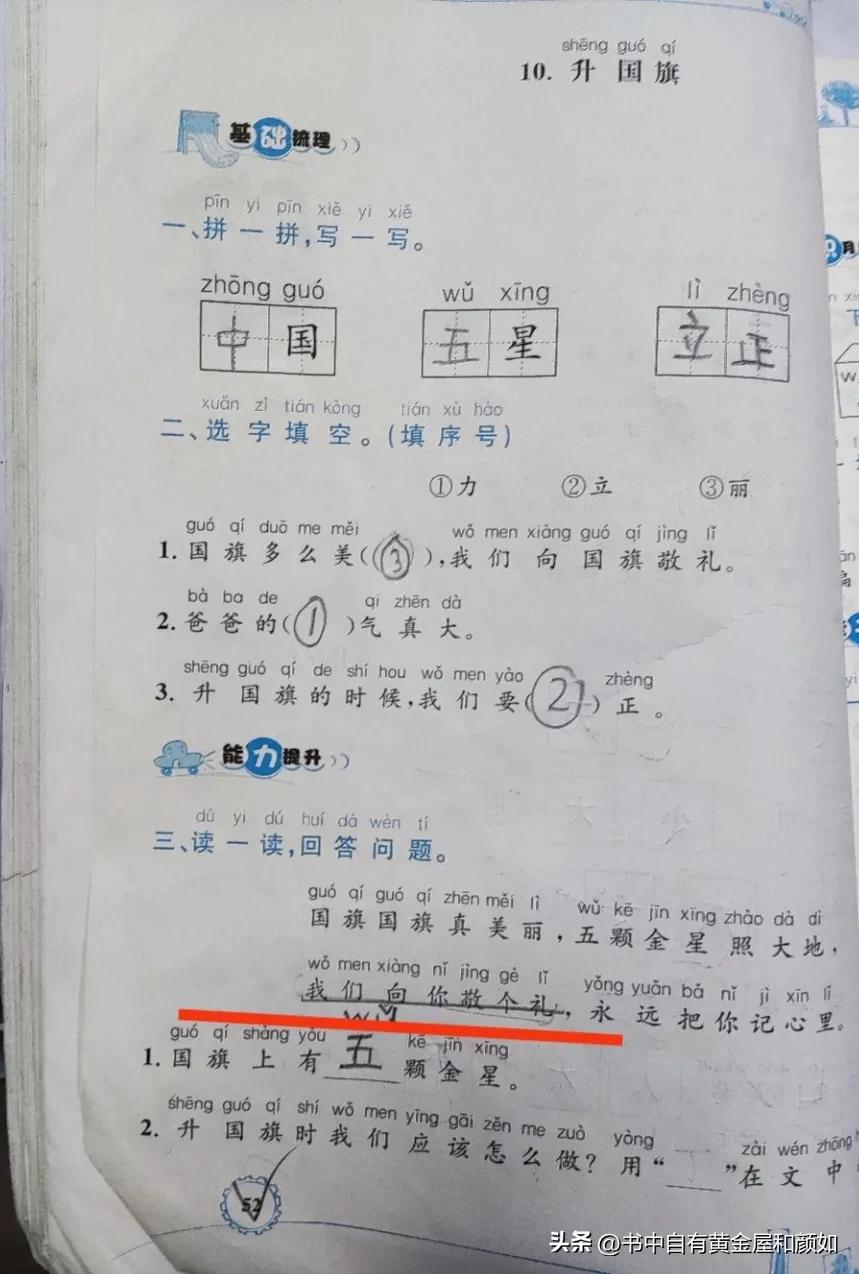 shēng guó qí
10. 升国旗
基础梳理
pīn yi pīn xiě yi xiě
一、拼一拼,写一写。
zhōng guó wǔ xīng lì zhèng
中国 五星 立正
xuǎn zì tián kòng tián xù hào
二、选字填空。(填序号)
①力 ②立 ③丽
guó qí duō me měi wǒ men xiàng guó qí jìng lǐ
1. 国旗多么美(③),我们向国旗敬礼。
bà ba de qi zhēn dà
2. 爸爸的(①)气真大。
shēng guó qí de shí hou wǒ men yào zhèng
3. 升国旗的时候,我们要(②)正。
能力提升
dú yi dú huí dá wèn tí
三、读一读,回答问题。
guó qí guó qí zhēn měi lì wǔ kē jīn xīng zhào dà dì
国旗国旗真美丽,五颗金星照大地,
wǒ men xiàng nǐ jìng gè lǐ yǒng yuǎn bǎ nǐ jì xīn lǐ
我们向你敬个礼,永远把你记心里。
guó qí shàng yǒu wǔ kē jīn xīng
1. 国旗上有五颗金星。
shēng guó qí shí wǒ men yīng gāi zěn me zuò yòng zài wén zhōng
2. 升国旗时我们应该怎么做?用“ ”在文中
52
头条 @书中自有黄金屋和颜如